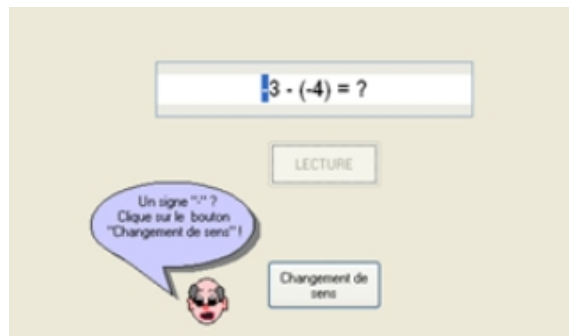 -3 - (-4) = ?
LECTURE
Un signe "-" ?
Clique sur le bouton
"Changement de sens" !
Changement de
sens